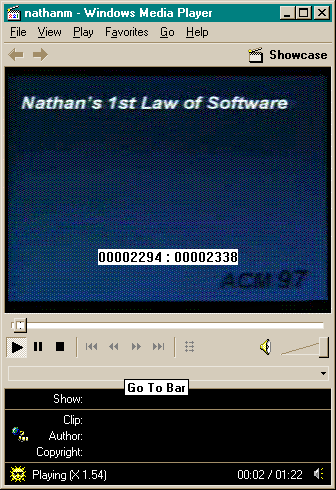 nathanm - Windows Media Player
File View Play Favorites Go Help
Showcase
Nathan's 1st Law of Software
00002294 : 00002338
ACM 97
Go To Bar
Show:
Clip:
Author:
Copyright:
Playing (X 1.54) 00:02 / 01:22